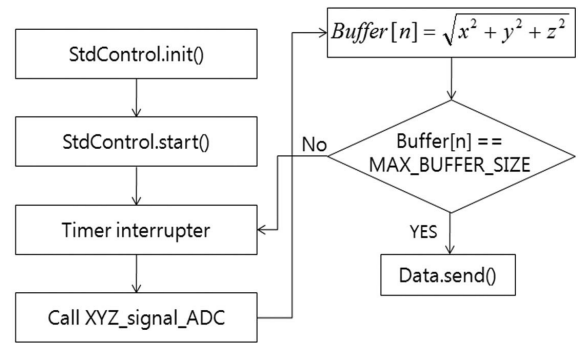 StdControl.init()
StdControl.start()
Timer interrupter
Call XYZ_signal_ADC
Buffer[n] = √x² + y² + z²
Buffer[n] ==
MAX_BUFFER_SIZE
No
YES
Data.send()